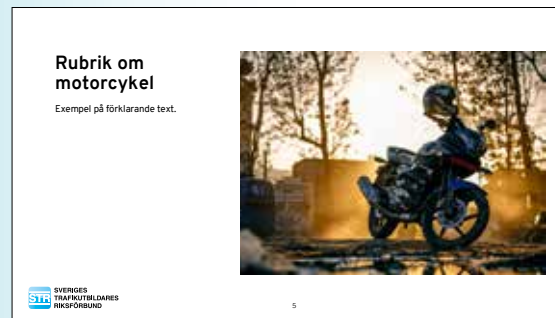 Rubrik om
motorcykel
Exempel på förklarande text.
STR
SVERIGES
TRAFIKUTBILDARES
RIKSFÖRBUND
5